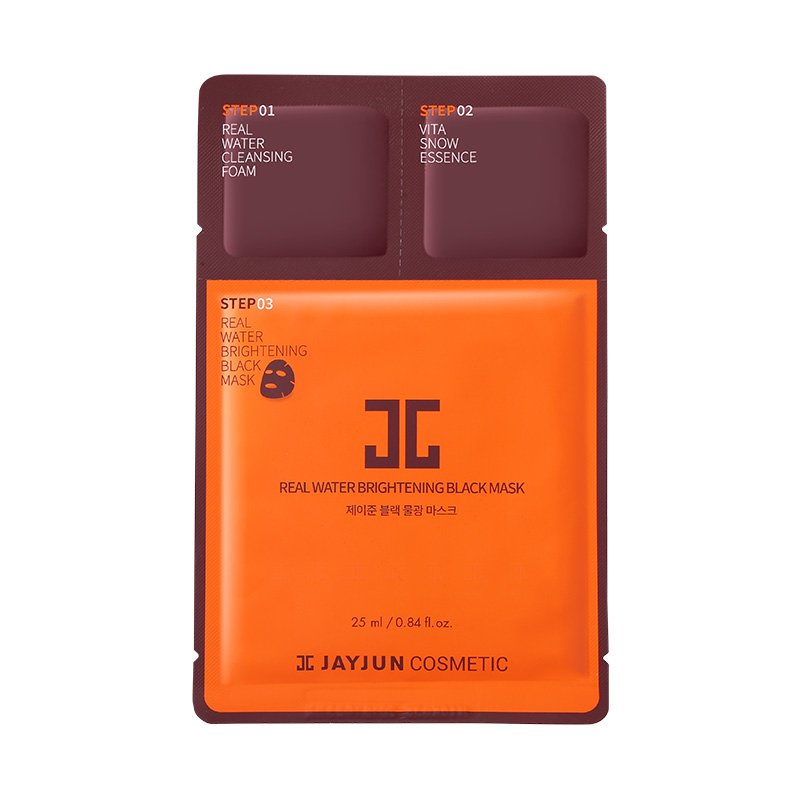 STEP01
REAL
WATER
CLEANSING
FOAM
STEP02
VITA
SNOW
ESSENCE
STEP03
REAL
WATER
BRIGHTENING
BLACK
MASK
REAL WATER BRIGHTENING BLACK MASK
제이준 블랙 물광 마스크
25 ml / 0.84 fl. oz.
JAYJUN COSMETIC